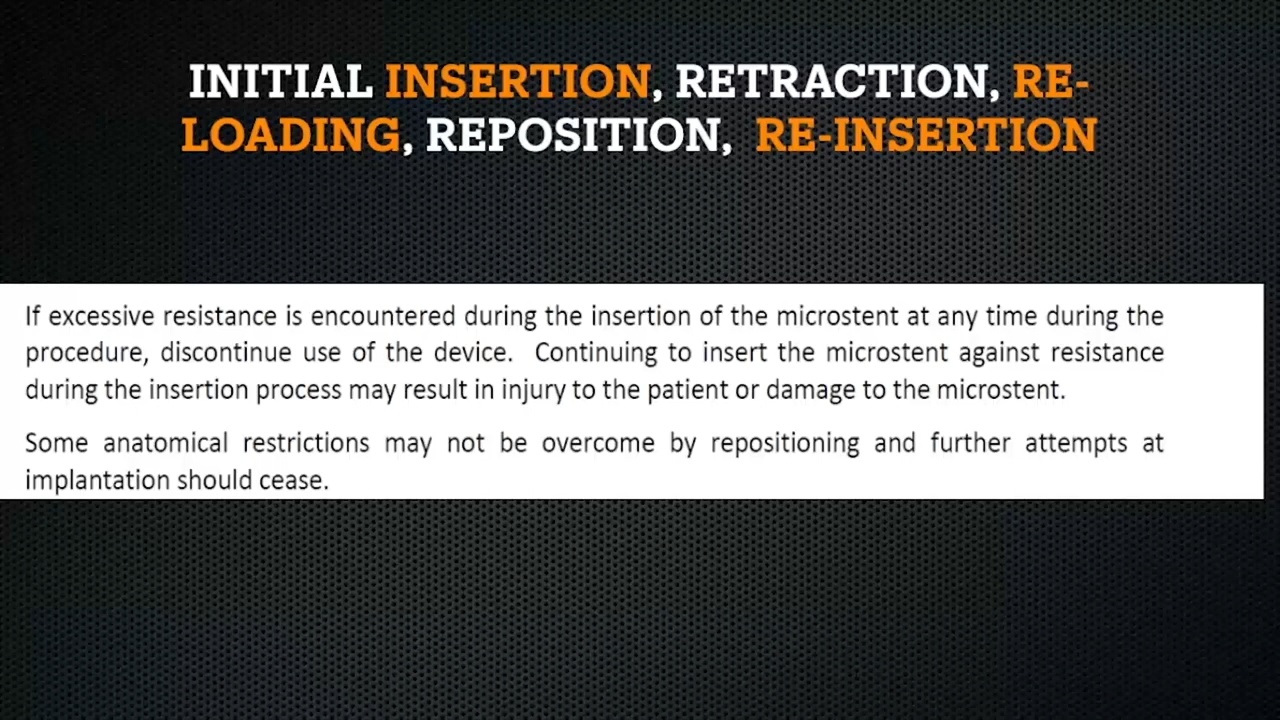 INITIAL INSERTION, RETRACTION, RE-
LOADING, REPOSITION, RE-INSERTION
If excessive resistance is encountered during the insertion of the microstent at any time during the
procedure, discontinue use of the device. Continuing to insert the microstent against resistance
during the insertion process may result in injury to the patient or damage to the microstent.
Some anatomical restrictions may not be overcome by repositioning and further attempts at
implantation should cease.